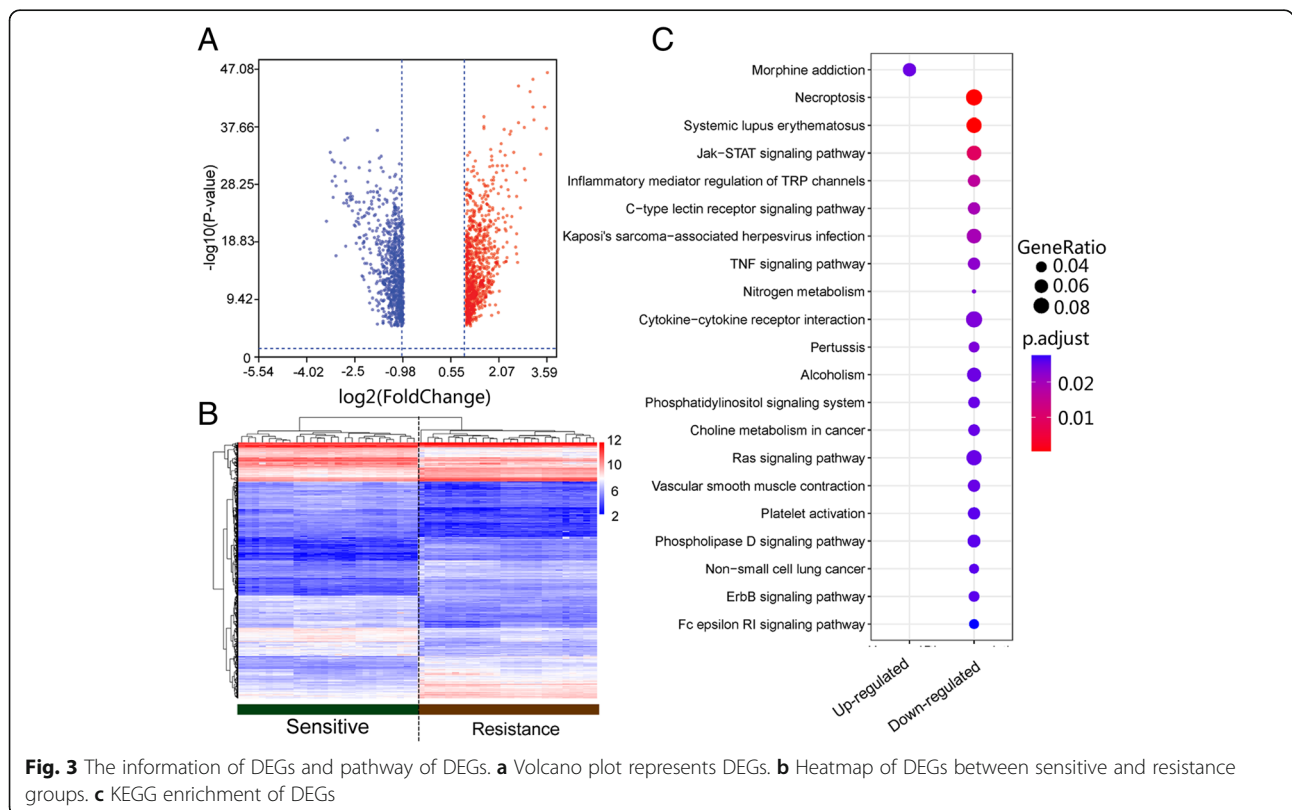 A
47.08
37.66
28.25
18.83
9.42
0
-log10(P-value)
-5.54 -4.02 -2.5 -0.98 0.55 2.07 3.59
log2(FoldChange)
B
12
10
6
2
Sensitive
Resistance
C
Morphine addiction
Necroptosis
Systemic lupus erythematosus
Jak−STAT signaling pathway
Inflammatory mediator regulation of TRP channels
C−type lectin receptor signaling pathway
Kaposi's sarcoma−associated herpesvirus infection
TNF signaling pathway
Nitrogen metabolism
Cytokine−cytokine receptor interaction
Pertussis
Alcoholism
Phosphatidylinositol signaling system
Choline metabolism in cancer
Ras signaling pathway
Vascular smooth muscle contraction
Platelet activation
Phospholipase D signaling pathway
Non−small cell lung cancer
ErbB signaling pathway
Fc epsilon RI signaling pathway
Up-regulated
Down-regulated
GeneRatio
0.04
0.06
0.08
p.adjust
0.02
0.01
Fig. 3 The information of DEGs and pathway of DEGs. a Volcano plot represents DEGs. b Heatmap of DEGs between sensitive and resistance
groups. c KEGG enrichment of DEGs